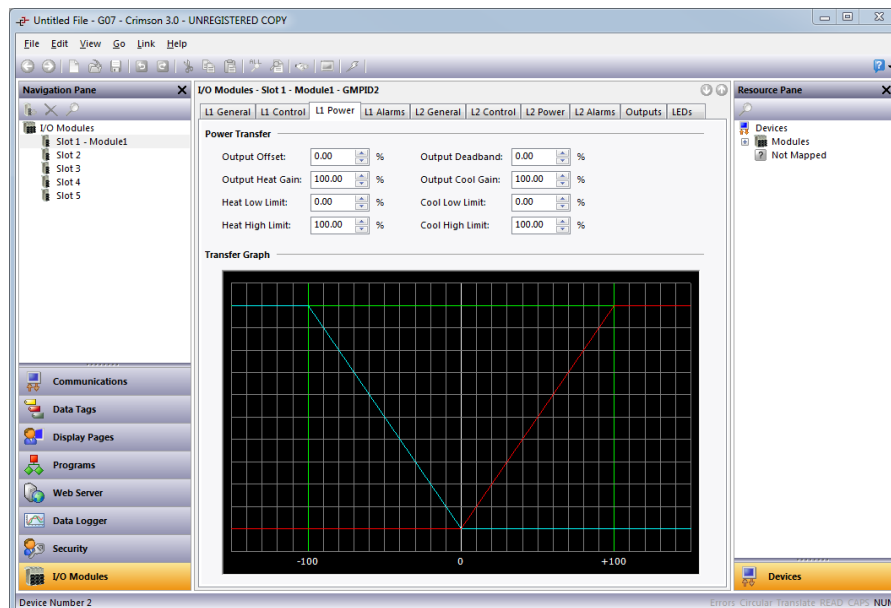 Untitled File - G07 - Crimson 3.0 - UNREGISTERED COPY
File Edit View Go Link Help
ALL
Navigation Pane
I/O Modules
Slot 1 - Module1
Slot 2
Slot 3
Slot 4
Slot 5
Communications
Data Tags
Display Pages
Programs
Web Server
Data Logger
Security
I/O Modules
I/O Modules - Slot 1 - Module1 - GMPID2
L1 General L1 Control L1 Power L1 Alarms L2 General L2 Control L2 Power L2 Alarms Outputs LEDs
Power Transfer
Output Offset: 0.00 % Output Deadband: 0.00 %
Output Heat Gain: 100.00 % Output Cool Gain: 100.00 %
Heat Low Limit: 0.00 % Cool Low Limit: 0.00 %
Heat High Limit: 100.00 % Cool High Limit: 100.00 %
Transfer Graph
-100 0 +100
Resource Pane
Devices
Modules
Not Mapped
Devices
Device Number 2
Errors Circular Translate READ CAPS NUM